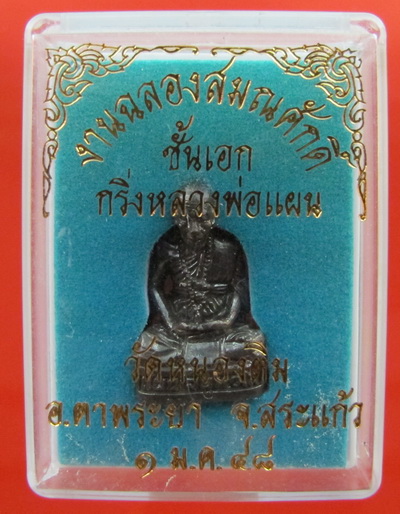 งานฉลองสมณศักดิ์
ชั้นเอก
กริ่งหลวงพ่อแผน
วัดหนองติม
อ.ตาพระยา จ.สระแก้ว
๑ ม.ค. ๔๘